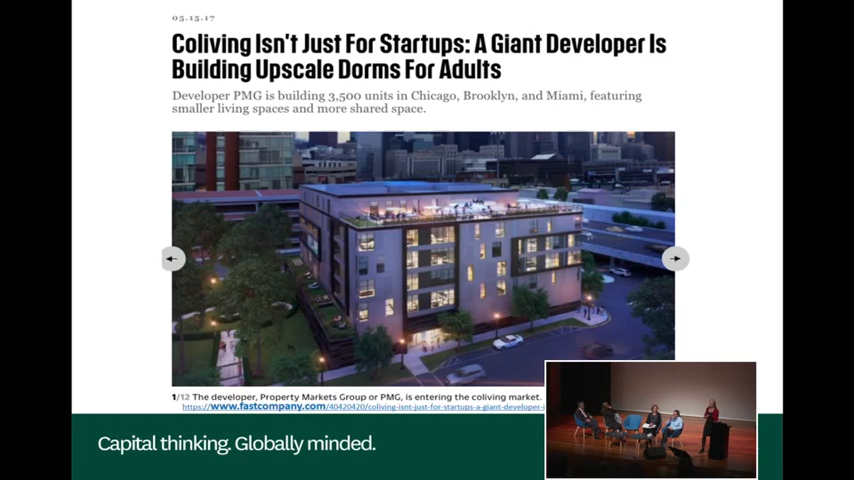 05.15.17
Coliving Isn't Just For Startups: A Giant Developer Is
Building Upscale Dorms For Adults
Developer PMG is building 3,500 units in Chicago, Brooklyn, and Miami, featuring
smaller living spaces and more shared space.
1/12 The developer, Property Markets Group or PMG, is entering the coliving market.
https://www.fastcompany.com/40420420/coliving-isnt-just-for-startups-a-giant-developer-i
Capital thinking. Globally minded.